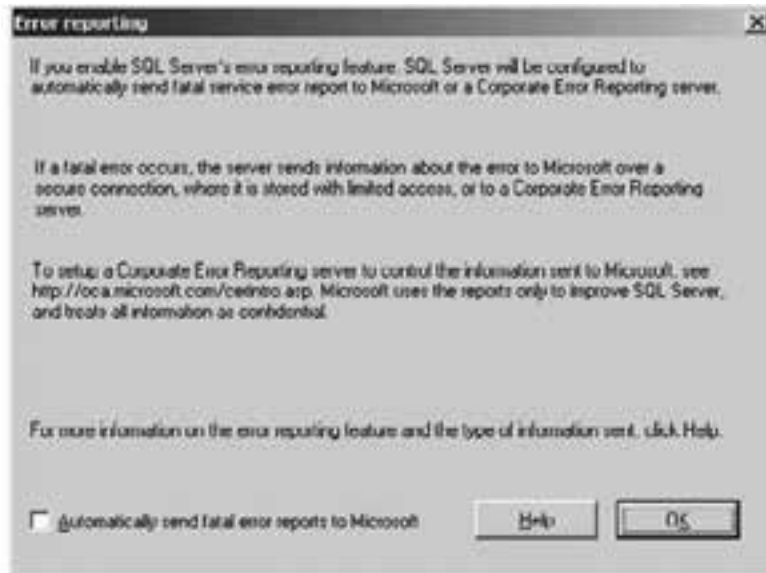 Error reporting
If you enable SQL Server's error reporting feature, SQL Server will be configured to
automatically send fatal service error report to Microsoft or a Corporate Error Reporting server.
If a fatal error occurs, the server sends information about the error to Microsoft over a
secure connection, where it is stored with limited access, or to a Corporate Error Reporting
server.
To setup a Corporate Error Reporting server to control the information sent to Microsoft, see
http://oca.microsoft.com/cerintro.asp. Microsoft uses the reports only to improve SQL Server,
and treats all information as confidential.
For more information on the error reporting feature and the type of information sent, click Help.
Automatically send fatal error reports to Microsoft
Help
OK